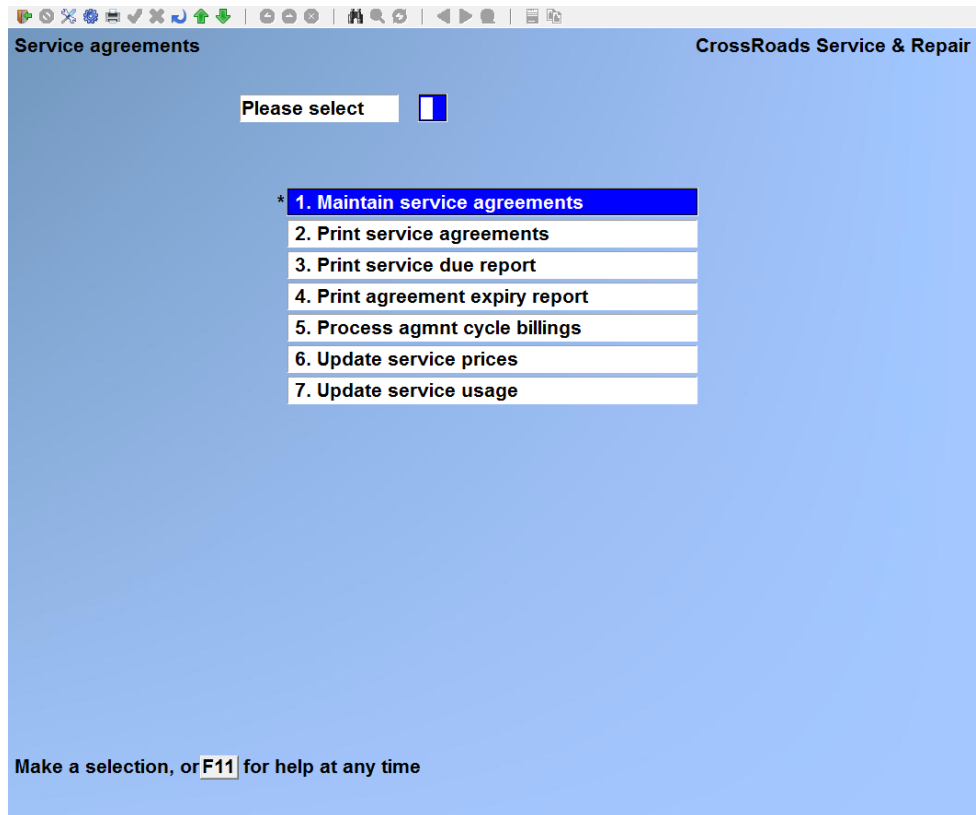 Service agreements
CrossRoads Service & Repair
Please select
* 1. Maintain service agreements
2. Print service agreements
3. Print service due report
4. Print agreement expiry report
5. Process agmnt cycle billings
6. Update service prices
7. Update service usage
Make a selection, or F11 for help at any time